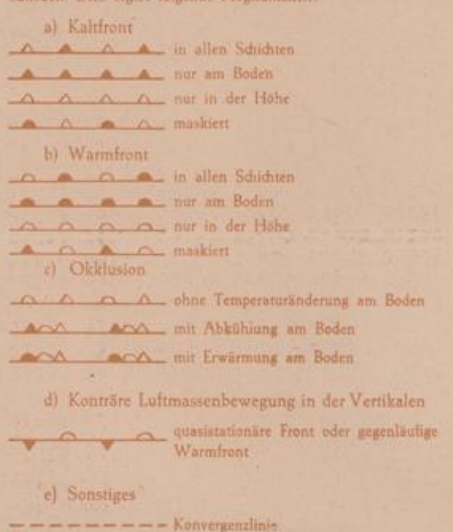 a) Kaltfront
in allen Schichten
nur am Boden
nur in der Höhe
maskiert
b) Warmfront
in allen Schichten
nur am Boden
nur in der Höhe
maskiert
c) Okklusion
ohne Temperaturänderung am Boden
mit Abkühlung am Boden
mit Erwärmung am Boden
d) Konträre Luftmassenbewegung in der Vertikalen
quasistationäre Front oder gegenläufige
Warmfront
e) Sonstiges
Konvergenzlinie